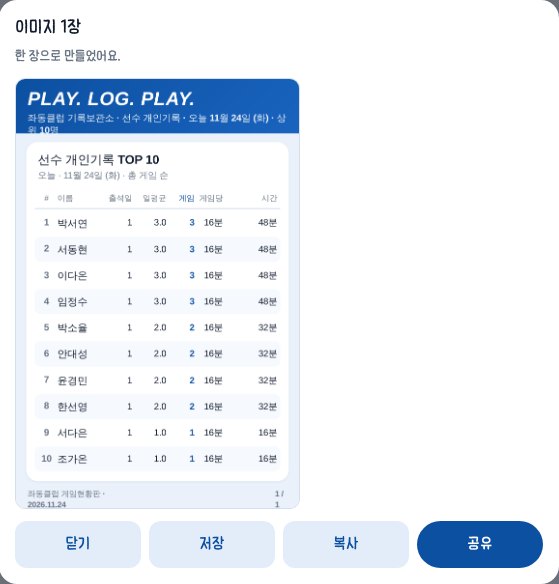 이미지 1장
한 장으로 만들었어요.
PLAY. LOG. PLAY.
좌동클럽 기록보관소 · 선수 개인기록 · 오늘 11월 24일 (화) · 상
위 10명
선수 개인기록 TOP 10
오늘 · 11월 24일 (화) · 총 게임 순
# 이름 출석일 일평균 게임 게임당 시간
1 박서연 1 3.0 3 16분 48분
2 서동현 1 3.0 3 16분 48분
3 이다온 1 3.0 3 16분 48분
4 임정수 1 3.0 3 16분 48분
5 박소율 1 2.0 2 16분 32분
6 안대성 1 2.0 2 16분 32분
7 윤경민 1 2.0 2 16분 32분
8 한선영 1 2.0 2 16분 32분
9 서다은 1 1.0 1 16분 16분
10 조가온 1 1.0 1 16분 16분
좌동클럽 게임현황판 · 1 /
2026.11.24 1
닫기 저장 복사 공유